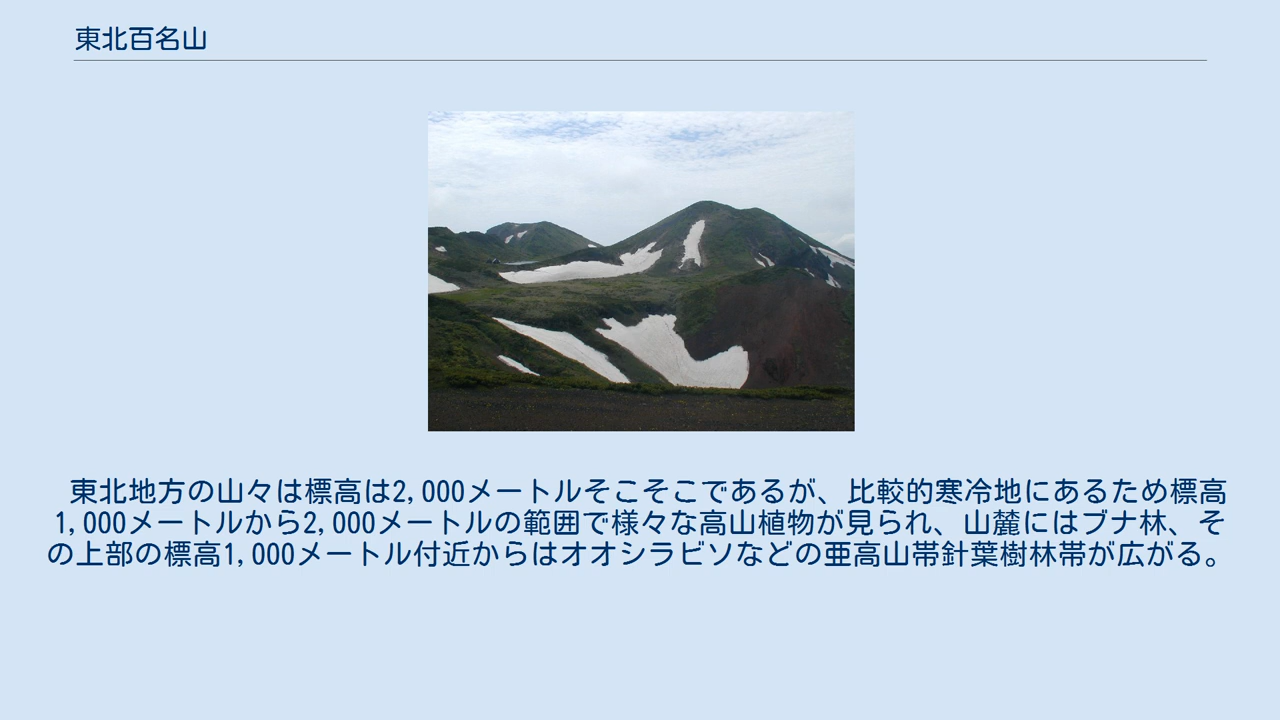 東北百名山
東北地方の山々は標高は2,000メートルそこそこであるが、比較的寒冷地にあるため標高
1,000メートルから2,000メートルの範囲で様々な高山植物が見られ、山麓にはブナ林、そ
の上部の標高1,000メートル付近からはオオシラビソなどの亜高山帯針葉樹林帯が広がる。